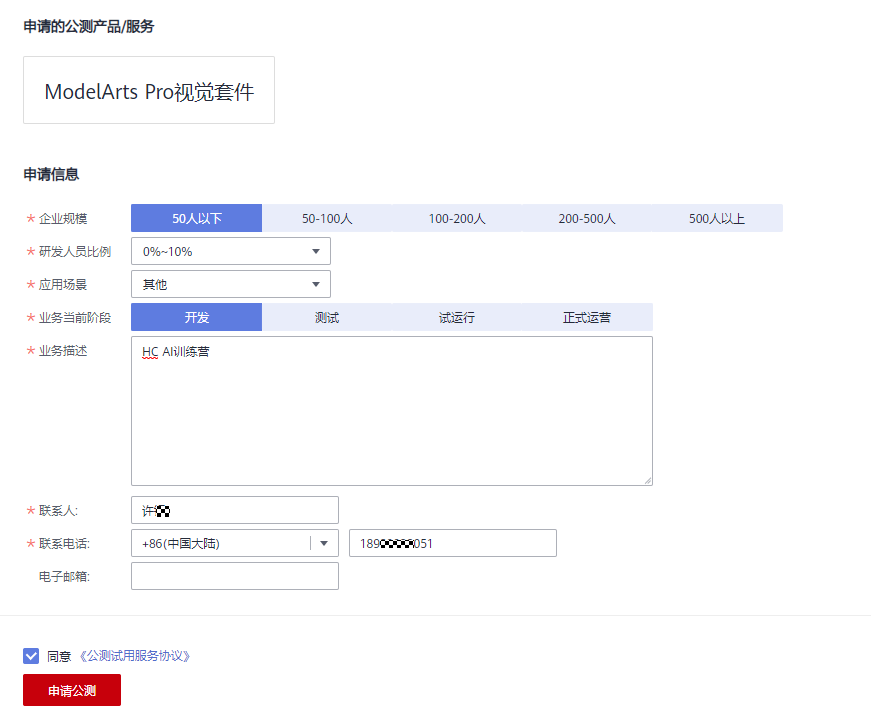 申请的公测产品/服务
ModelArts Pro视觉套件
申请信息
* 企业规模 50人以下 50-100人 100-200人 200-500人 500人以上
* 研发人员比例 0%~10%
* 应用场景 其他
* 业务当前阶段 开发 测试 试运行 正式运营
* 业务描述 HC AI训练营
* 联系人: 许
* 联系电话: +86(中国大陆) 189 051
电子邮箱:
同意 《公测试用服务协议》
申请公测